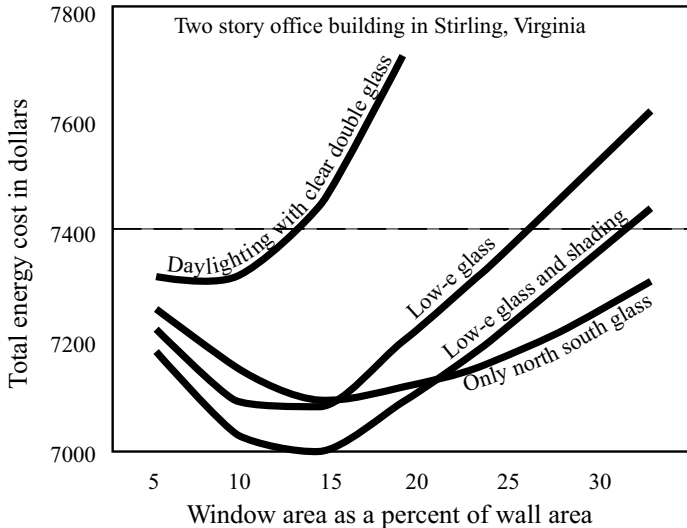 Two story office building in Stirling, Virginia
Total energy cost in dollars
7800
7600
7400
7200
7000
Daylighting with clear double glass
Low-e glass
Low-e glass and shading
Only north south glass
5 10 15 20 25 30
Window area as a percent of wall area